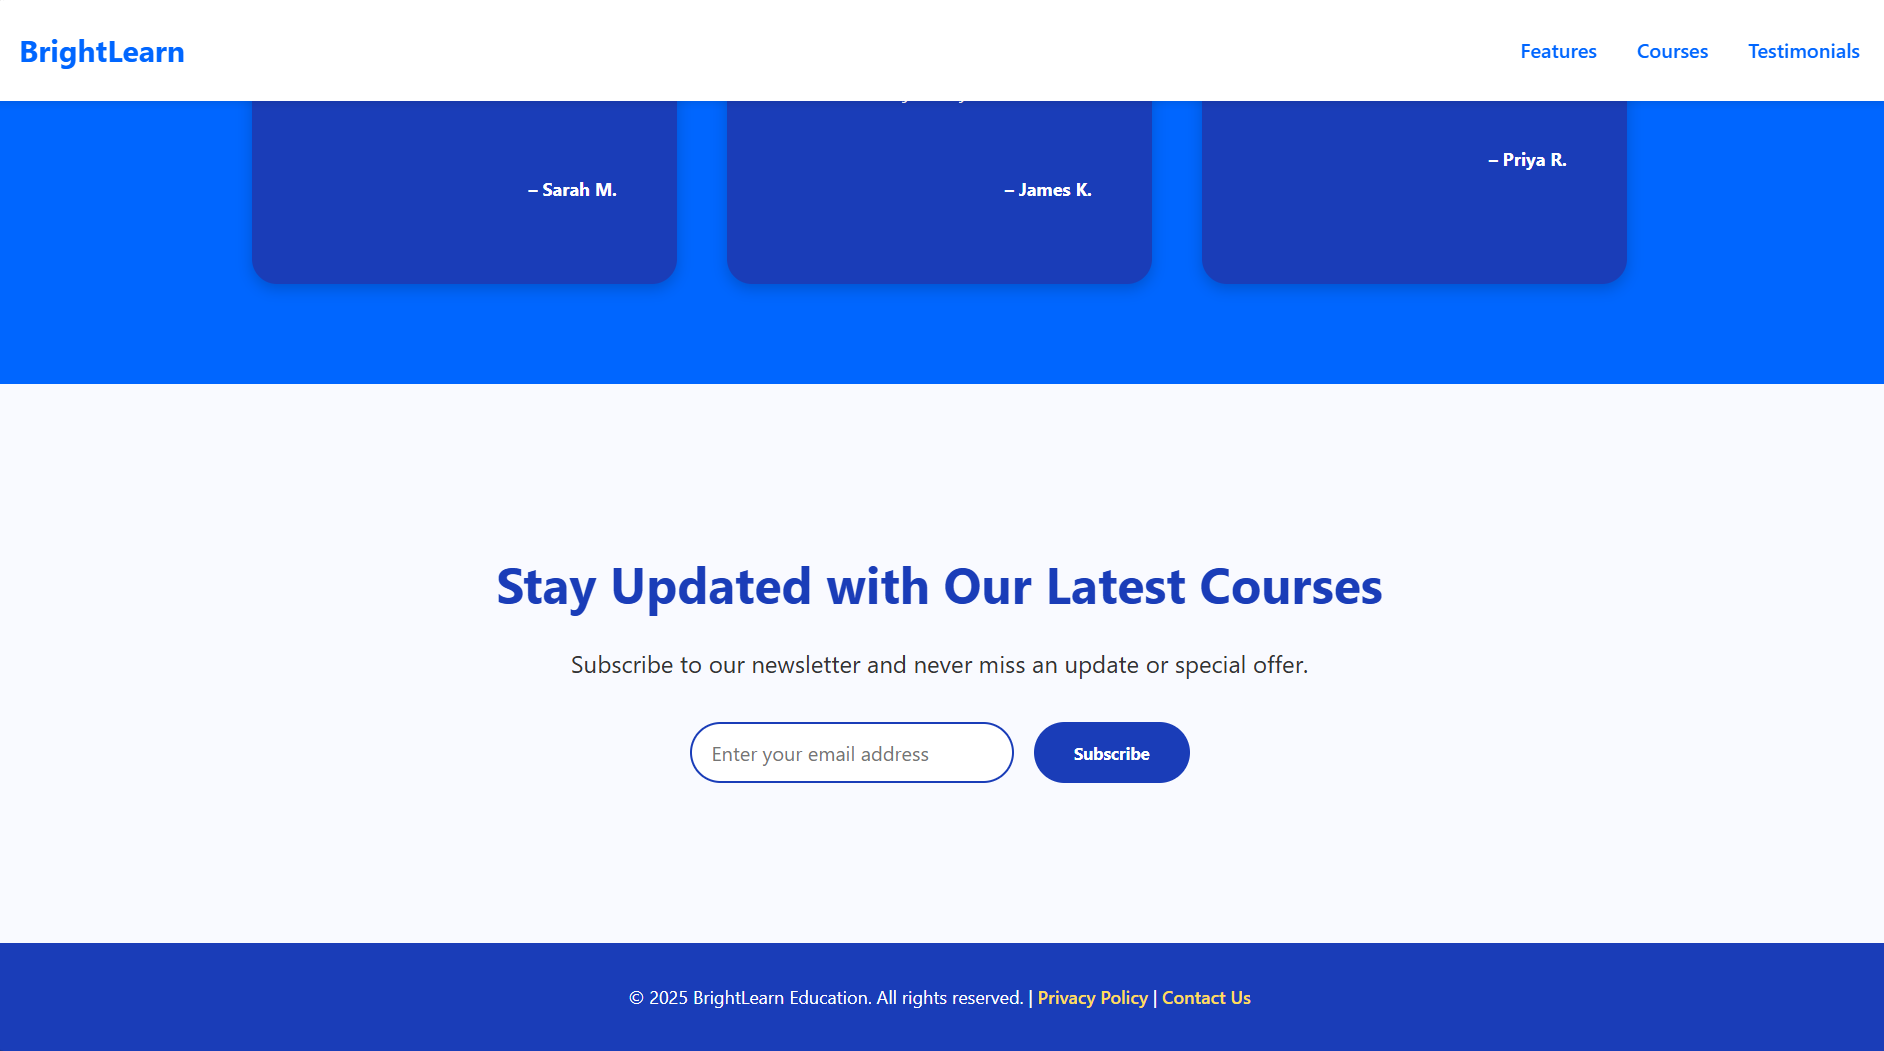 BrightLearn
Features Courses Testimonials
– Sarah M.
– James K.
– Priya R.
Stay Updated with Our Latest Courses
Subscribe to our newsletter and never miss an update or special offer.
Enter your email address
Subscribe
© 2025 BrightLearn Education. All rights reserved. | Privacy Policy | Contact Us